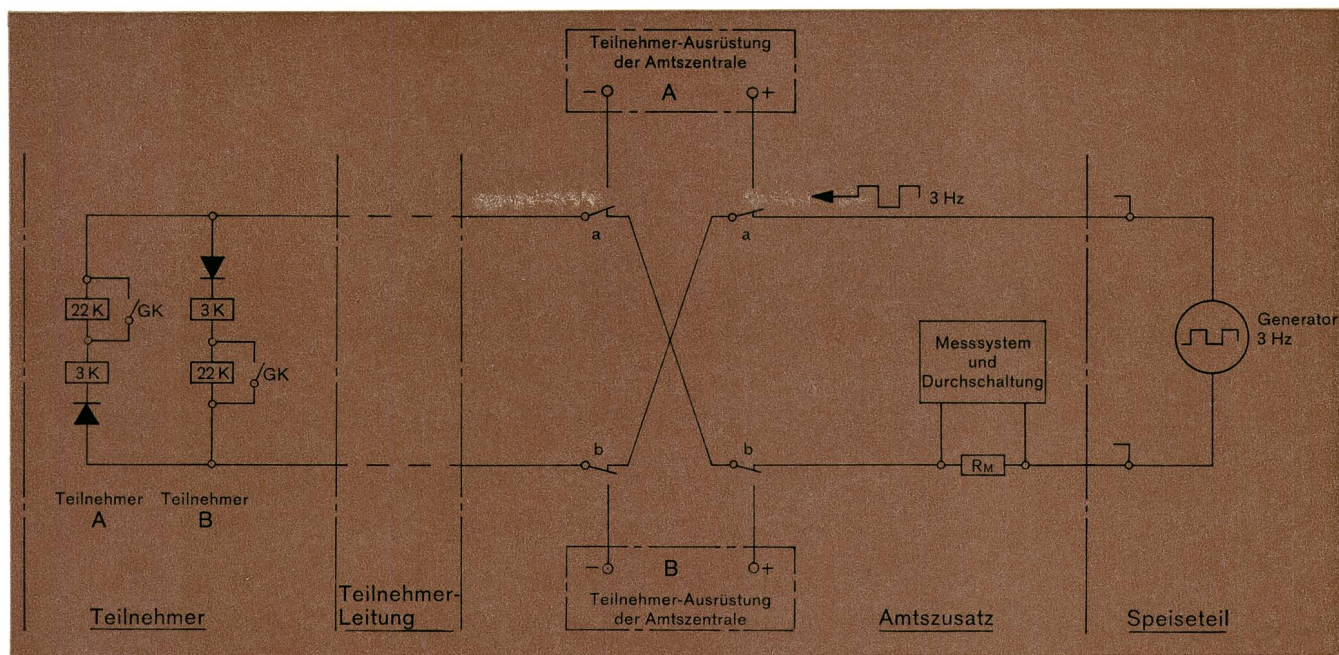 Teilnehmer-Ausrüstung
der Amtszentrale
− A +
3 Hz
a
a
22 K
GK
3 K
3 K
22 K
GK
Generator
3 Hz
Messsystem
und
Durchschaltung
b
b
RM
Teilnehmer
A
Teilnehmer
B
− B +
Teilnehmer-Ausrüstung
der Amtszentrale
Teilnehmer
Teilnehmer-
Leitung
Amtszusatz
Speiseteil